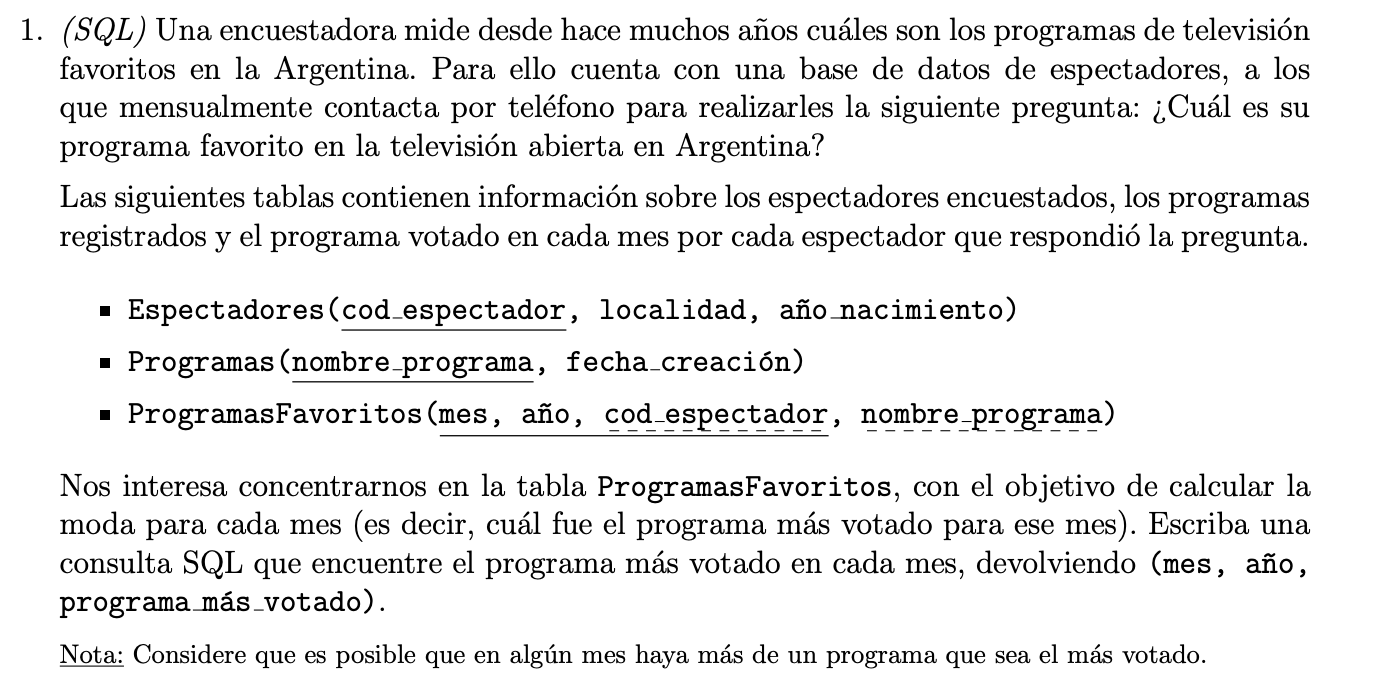 1. (SQL) Una encuestadora mide desde hace muchos años cuáles son los programas de televisión
favoritos en la Argentina. Para ello cuenta con una base de datos de espectadores, a los
que mensualmente contacta por teléfono para realizarles la siguiente pregunta: ¿Cuál es su
programa favorito en la televisión abierta en Argentina?
Las siguientes tablas contienen información sobre los espectadores encuestados, los programas
registrados y el programa votado en cada mes por cada espectador que respondió la pregunta.
▪ Espectadores(cod_espectador, localidad, año_nacimiento)
▪ Programas(nombre_programa, fecha_creación)
▪ ProgramasFavoritos(mes, año, cod_espectador, nombre_programa)
Nos interesa concentrarnos en la tabla ProgramasFavoritos, con el objetivo de calcular la
moda para cada mes (es decir, cuál fue el programa más votado para ese mes). Escriba una
consulta SQL que encuentre el programa más votado en cada mes, devolviendo (mes, año,
programa_más_votado).
Nota: Considere que es posible que en algún mes haya más de un programa que sea el más votado.